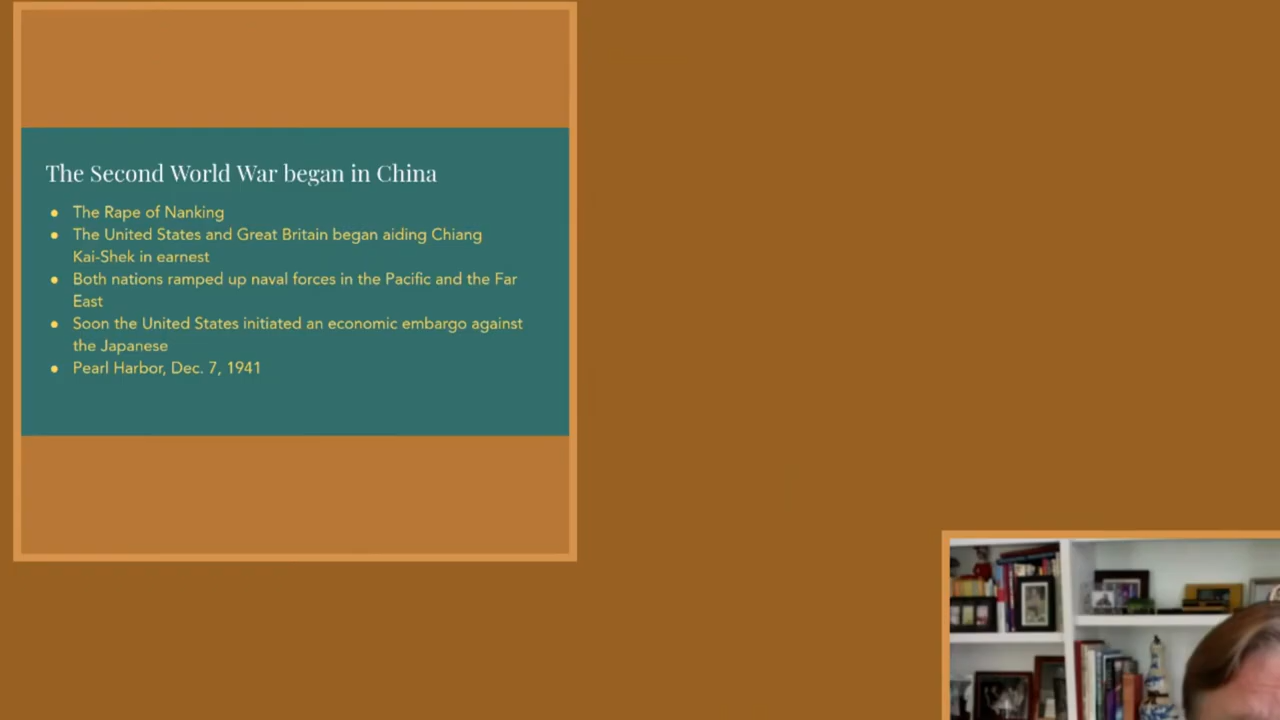 The Second World War began in China
● The Rape of Nanking
● The United States and Great Britain began aiding Chiang
Kai-Shek in earnest
● Both nations ramped up naval forces in the Pacific and the Far
East
● Soon the United States initiated an economic embargo against
the Japanese
● Pearl Harbor, Dec. 7, 1941